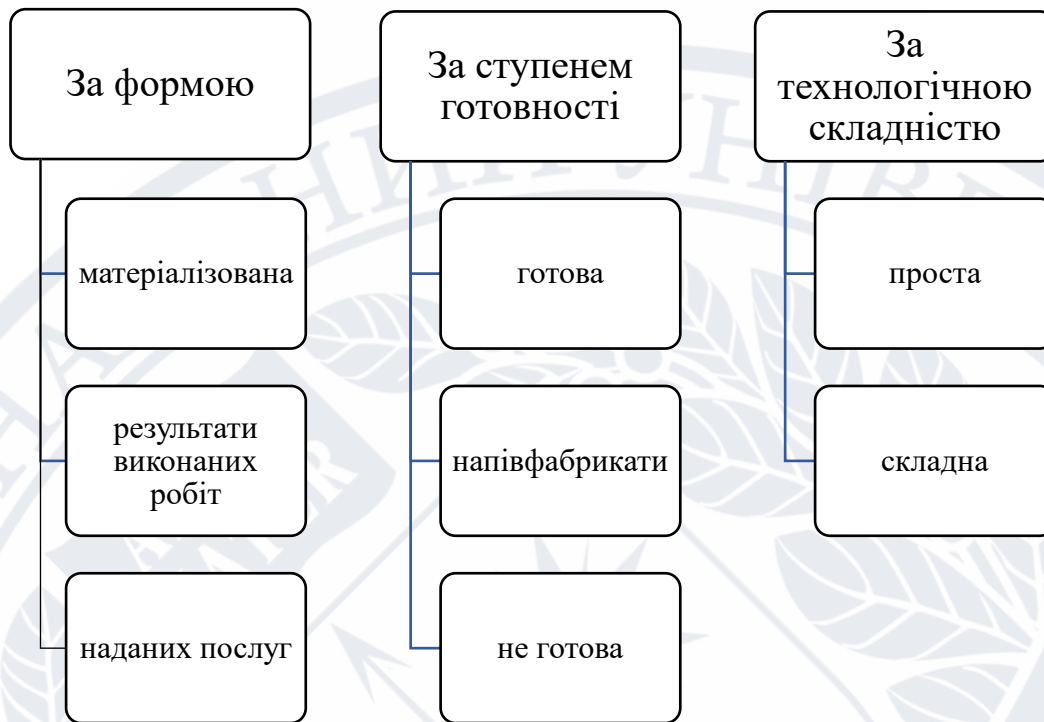 За формою
матеріалізована
результати
виконаних
робіт
наданих послуг
За ступенем
готовності
готова
напівфабрикати
не готова
За
технологічною
складністю
проста
складна